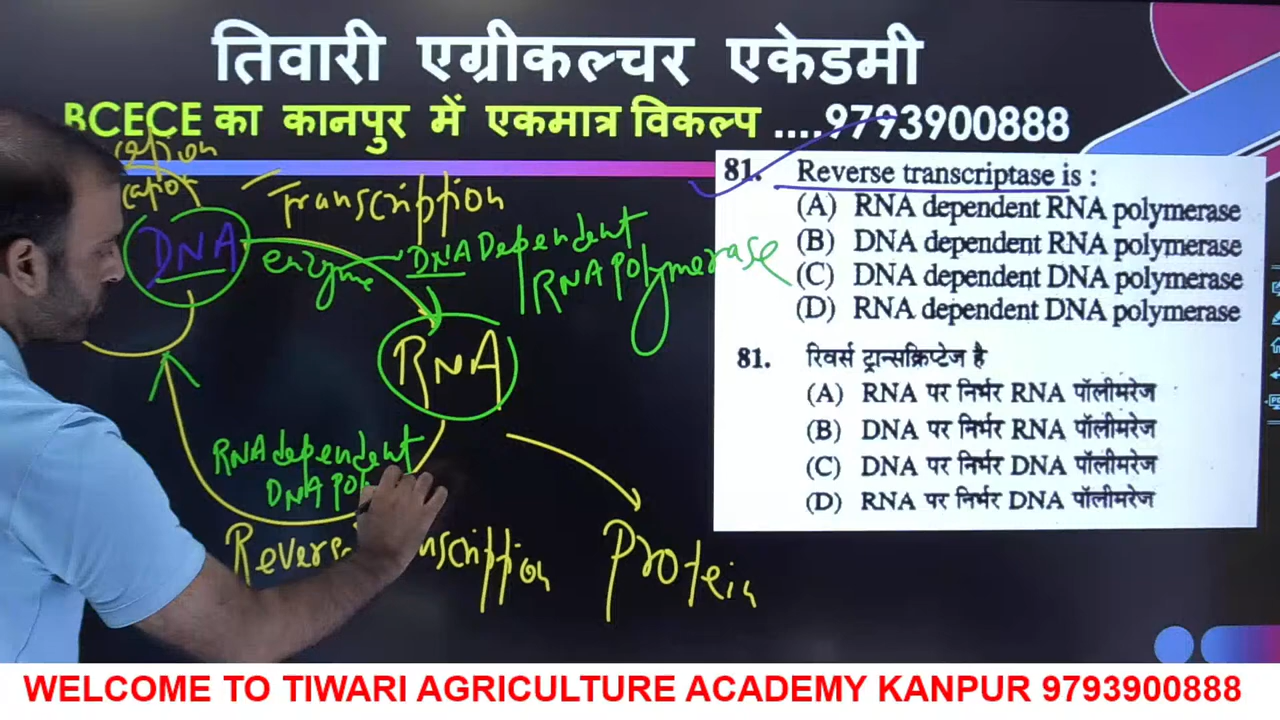 तिवारी एग्रीकल्चर एकेडमी
BCECE का कानपुर में एकमात्र विकल्प ....9793900888
Transcription
DNA
enzyme
DNA Dependent
RNA Polymerase
RNA
RNA dependent
DNA
Protein
81. Reverse transcriptase is :
(A) RNA dependent RNA polymerase
(B) DNA dependent RNA polymerase
(C) DNA dependent DNA polymerase
(D) RNA dependent DNA polymerase
81. रिवर्स ट्रान्सक्रिप्टेज है
(A) RNA पर निर्भर RNA पॉलीमरेज
(B) DNA पर निर्भर RNA पॉलीमरेज
(C) DNA पर निर्भर DNA पॉलीमरेज
(D) RNA पर निर्भर DNA पॉलीमरेज
WELCOME TO TIWARI AGRICULTURE ACADEMY KANPUR 9793900888